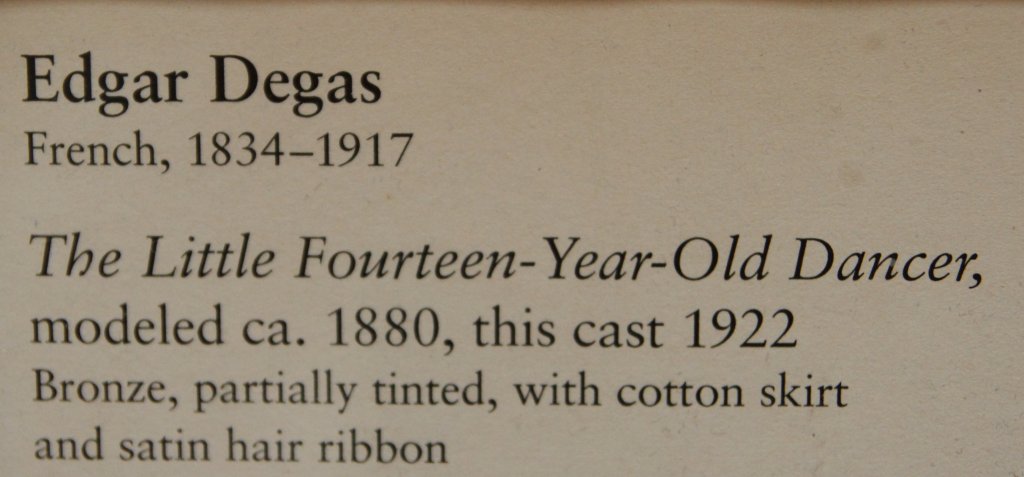 Edgar Degas
French, 1834–1917
The Little Fourteen-Year-Old Dancer,
modeled ca. 1880, this cast 1922
Bronze, partially tinted, with cotton skirt
and satin hair ribbon